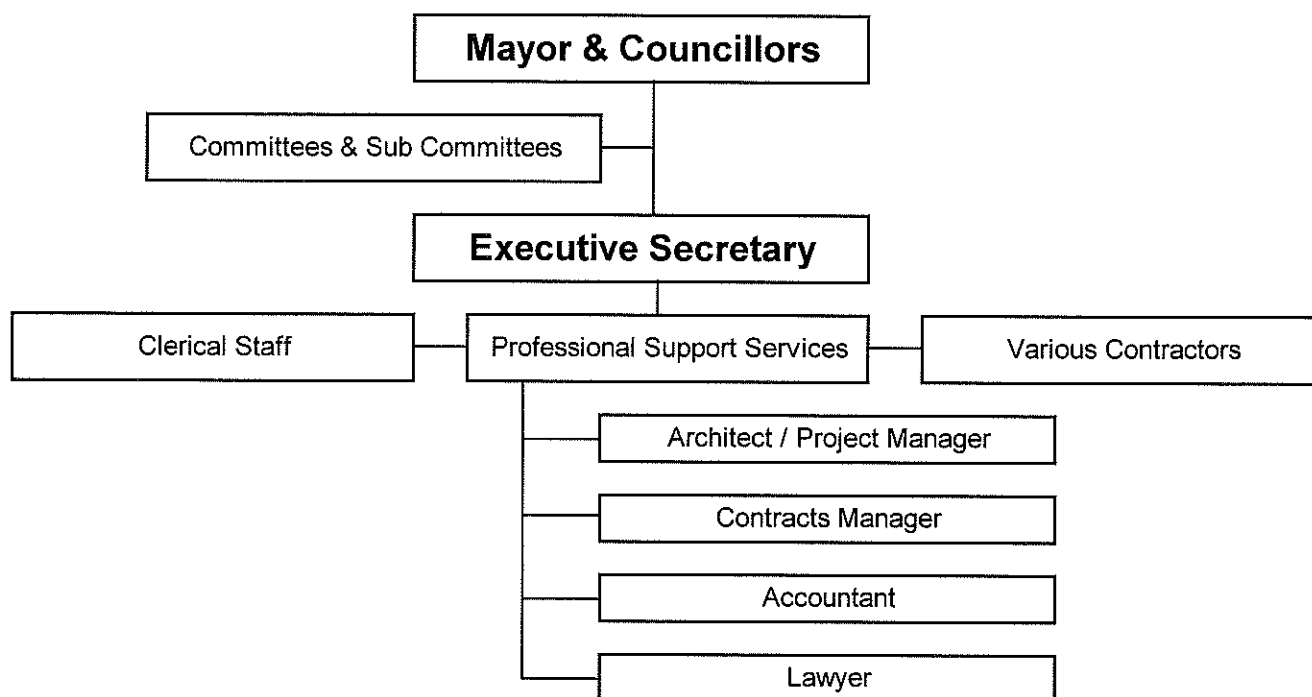 Mayor & Councillors
Committees & Sub Committees
Executive Secretary
Clerical Staff
Professional Support Services
Various Contractors
Architect / Project Manager
Contracts Manager
Accountant
Lawyer